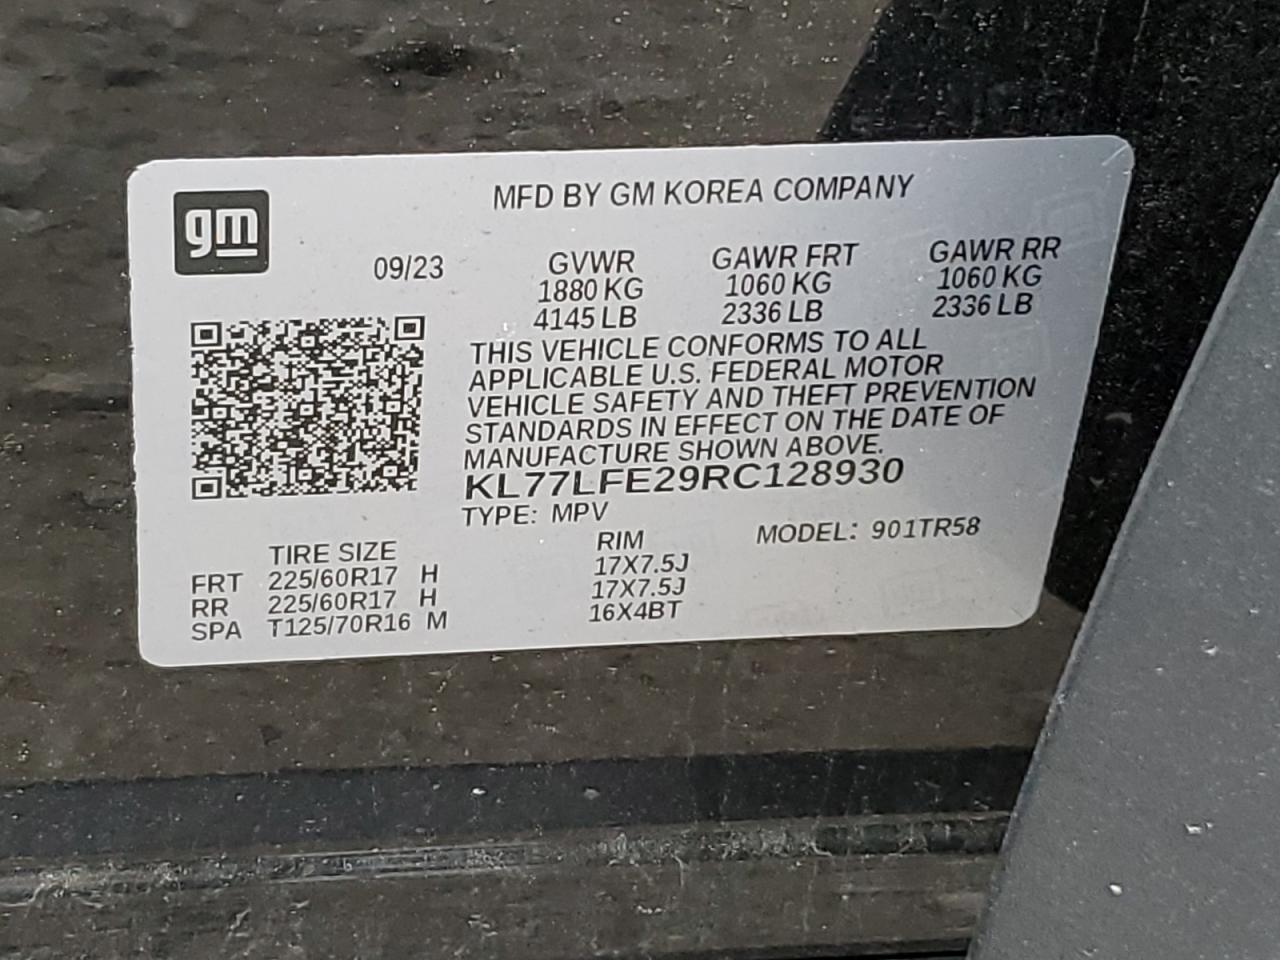 gm
MFD BY GM KOREA COMPANY
09/23 GVWR GAWR FRT GAWR RR
1880 KG 1060 KG 1060 KG
4145 LB 2336 LB 2336 LB
THIS VEHICLE CONFORMS TO ALL
APPLICABLE U.S. FEDERAL MOTOR
VEHICLE SAFETY AND THEFT PREVENTION
STANDARDS IN EFFECT ON THE DATE OF
MANUFACTURE SHOWN ABOVE.
KL77LFE29RC128930
TYPE: MPV MODEL: 901TR58
TIRE SIZE RIM
FRT 225/60R17 H 17X7.5J
RR 225/60R17 H 17X7.5J
SPA T125/70R16 M 16X4BT